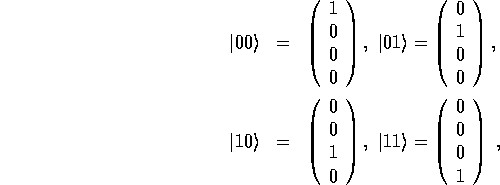 |00⟩ = ( 1 0 0 0 ), |01⟩ = ( 0 1 0 0 ),
|10⟩ = ( 0 0 1 0 ), |11⟩ = ( 0 0 0 1 ),